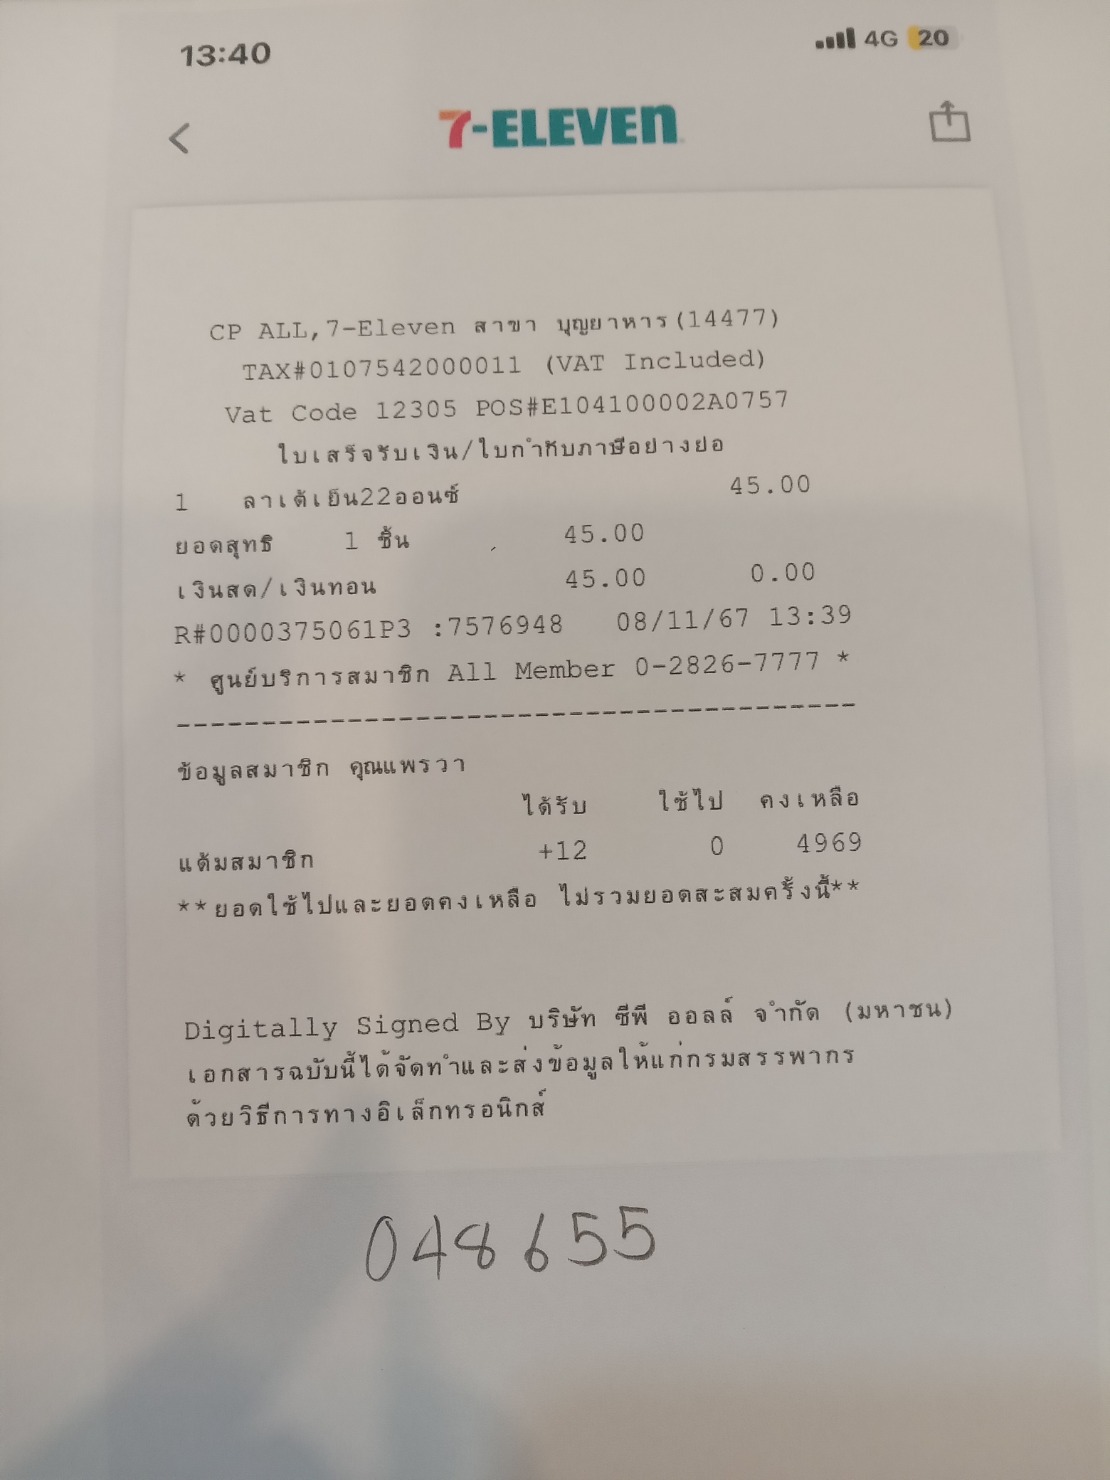 13:40 4G 20
7-ELEVEn
CP ALL,7-Eleven สาขา บุญยาหาร(14477)
TAX#0107542000011 (VAT Included)
Vat Code 12305 POS#E104100002A0757
ใบเสร็จรับเงิน/ใบกำกับภาษีอย่างย่อ
1 ลาเต้เย็น22ออนซ์ 45.00
ยอดสุทธิ 1 ชิ้น 45.00
เงินสด/เงินทอน 45.00 0.00
R#0000375061P3 :7576948 08/11/67 13:39
* ศูนย์บริการสมาชิก All Member 0-2826-7777 *
----------------------------------------
ข้อมูลสมาชิก คุณแพรวา
ได้รับ ใช้ไป คงเหลือ
แต้มสมาชิก +12 0 4969
**ยอดใช้ไปและยอดคงเหลือ ไม่รวมยอดสะสมครั้งนี้**
Digitally Signed By บริษัท ซีพี ออลล์ จำกัด (มหาชน)
เอกสารฉบับนี้ได้จัดทำและส่งข้อมูลให้แก่กรมสรรพากร
ด้วยวิธีการทางอิเล็กทรอนิกส์
048655